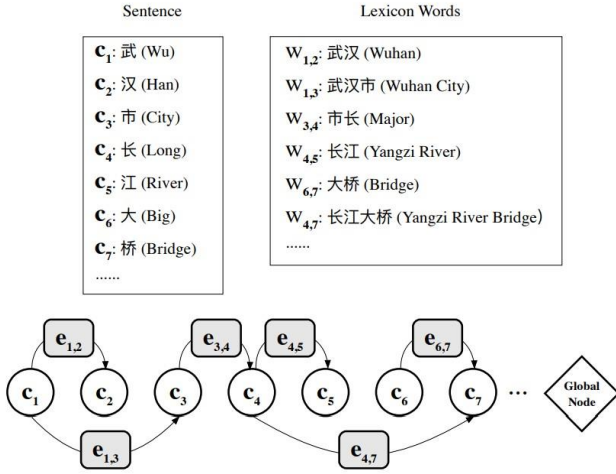 Sentence
c1: 武 (Wu)
c2: 汉 (Han)
c3: 市 (City)
c4: 长 (Long)
c5: 江 (River)
c6: 大 (Big)
c7: 桥 (Bridge)
......
Lexicon Words
w1,2: 武汉 (Wuhan)
w1,3: 武汉市 (Wuhan City)
w3,4: 市长 (Major)
w4,5: 长江 (Yangzi River)
w6,7: 大桥 (Bridge)
w4,7: 长江大桥 (Yangzi River Bridge)
......
e1,2 e3,4 e4,5 e6,7
c1 c2 c3 c4 c5 c6 c7 ... Global
Node
e1,3 e4,7